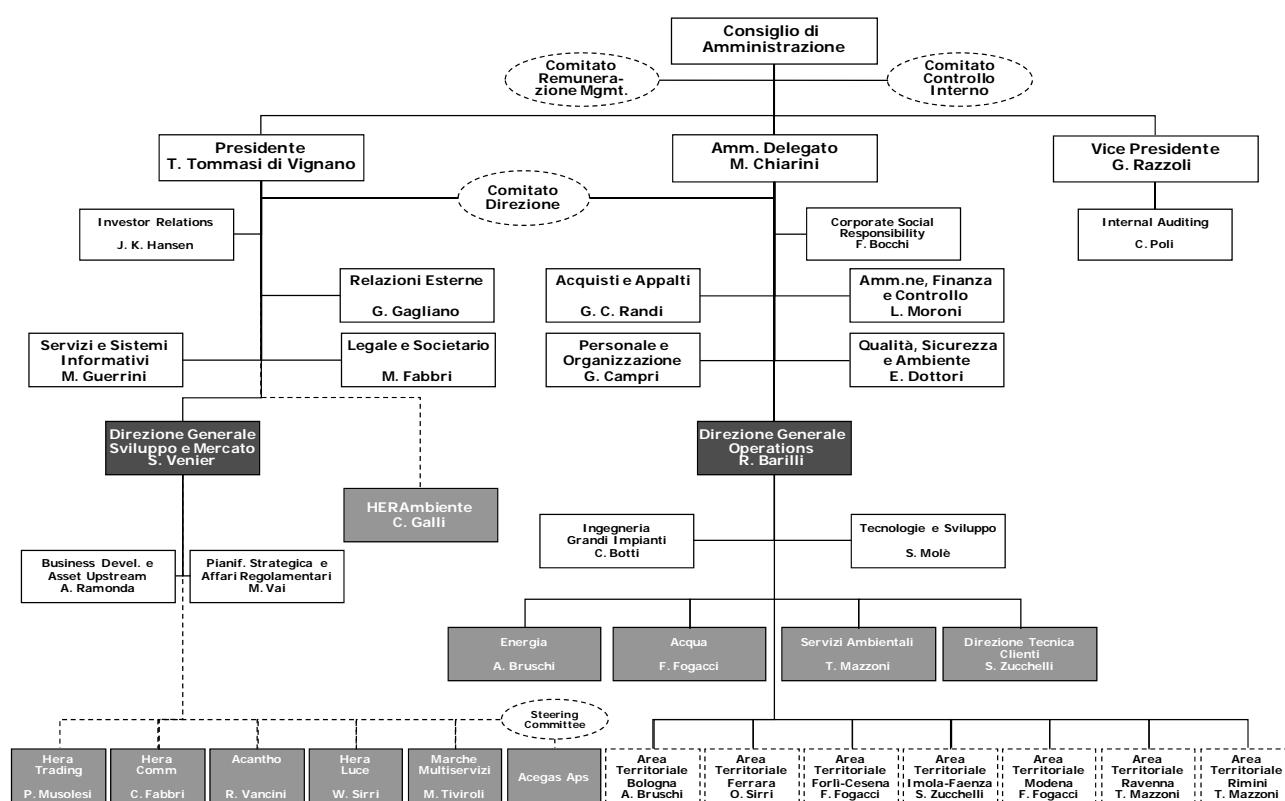 Consiglio di
Amministrazione
Comitato
Remunera-
zione Mgmt.
Comitato
Controllo
Interno
Presidente
T. Tommasi di Vignano
Amm. Delegato
M. Chiarini
Vice Presidente
G. Razzoli
Comitato
Direzione
Investor Relations
J. K. Hansen
Corporate Social
Responsibility
F. Bocchi
Internal Auditing
C. Poli
Relazioni Esterne
G. Gagliano
Acquisti e Appalti
G. C. Randi
Amm.ne, Finanza
e Controllo
L. Moroni
Servizi e Sistemi
Informativi
M. Guerrini
Legale e Societario
M. Fabbri
Personale e
Organizzazione
G. Campri
Qualità, Sicurezza
e Ambiente
E. Dottori
Direzione Generale
Sviluppo e Mercato
S. Venier
Direzione Generale
Operations
R. Barilli
HERAmbiente
C. Galli
Ingegneria
Grandi Impianti
C. Botti
Tecnologie e Sviluppo
S. Molè
Business Devel. e
Asset Upstream
A. Ramonda
Pianif. Strategica e
Affari Regolamentari
M. Vai
Energia
A. Bruschi
Acqua
F. Fogacci
Servizi Ambientali
T. Mazzoni
Direzione Tecnica
Clienti
S. Zucchelli
Steering
Committee
Hera
Trading
P. Musolesi
Hera
Comm
C. Fabbri
Acantho
R. Vancini
Hera
Luce
W. Sirri
Marche
Multiservizi
M. Tiviroli
Acegas Aps
Area
Territoriale
Bologna
A. Bruschi
Area
Territoriale
Ferrara
O. Sirri
Area
Territoriale
Forlì-Cesena
F. Fogacci
Area
Territoriale
Imola-Faenza
S. Zucchelli
Area
Territoriale
Modena
F. Fogacci
Area
Territoriale
Ravenna
T. Mazzoni
Area
Territoriale
Rimini
T. Mazzoni